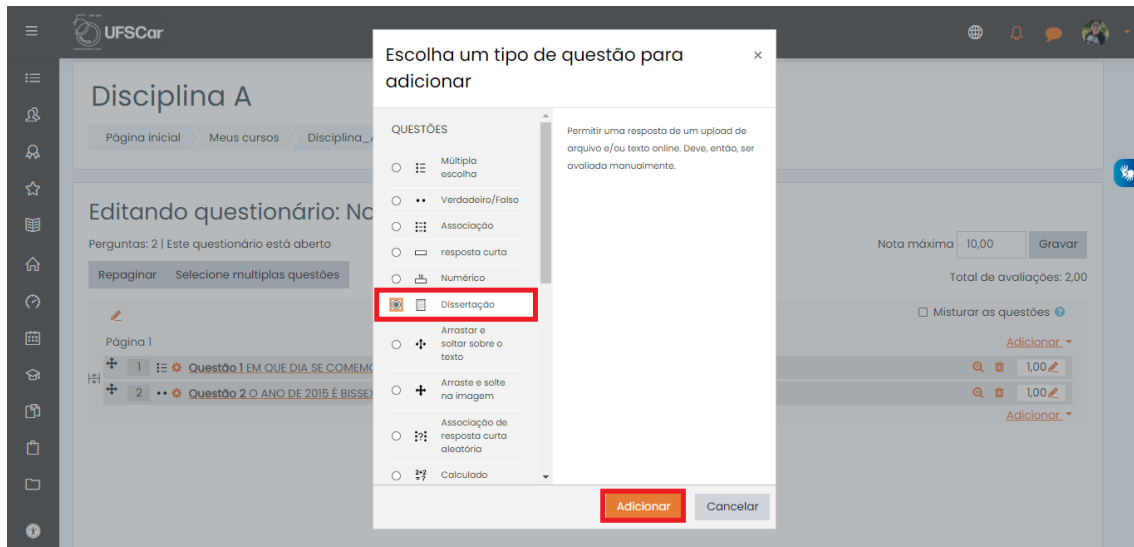 UFSCar
Disciplina A
Página inicial Meus cursos Disciplina_A
Editando questionário: No
Perguntas: 2 | Este questionário está aberto
Nota máxima 10,00 Gravar
Repaginar Selecione multiplas questões
Total de avaliações: 2,00
Misturar as questões
Página 1
Adicionar
1 Questão 1 EM QUE DIA SE COMEMO
1,00
2 Questão 2 O ANO DE 2015 É BISSEX
1,00
Adicionar
Escolha um tipo de questão para
adicionar
×
QUESTÕES
Múltipla
escolha
Verdadeiro/Falso
Associação
resposta curta
Numérico
Dissertação
Arrastar e
soltar sobre o
texto
Arraste e solte
na imagem
Associação de
resposta curta
aleatória
2+2
=?
Calculado
Permitir uma resposta de um upload de
arquivo e/ou texto online. Deve, então, ser
avaliada manualmente.
Adicionar Cancelar